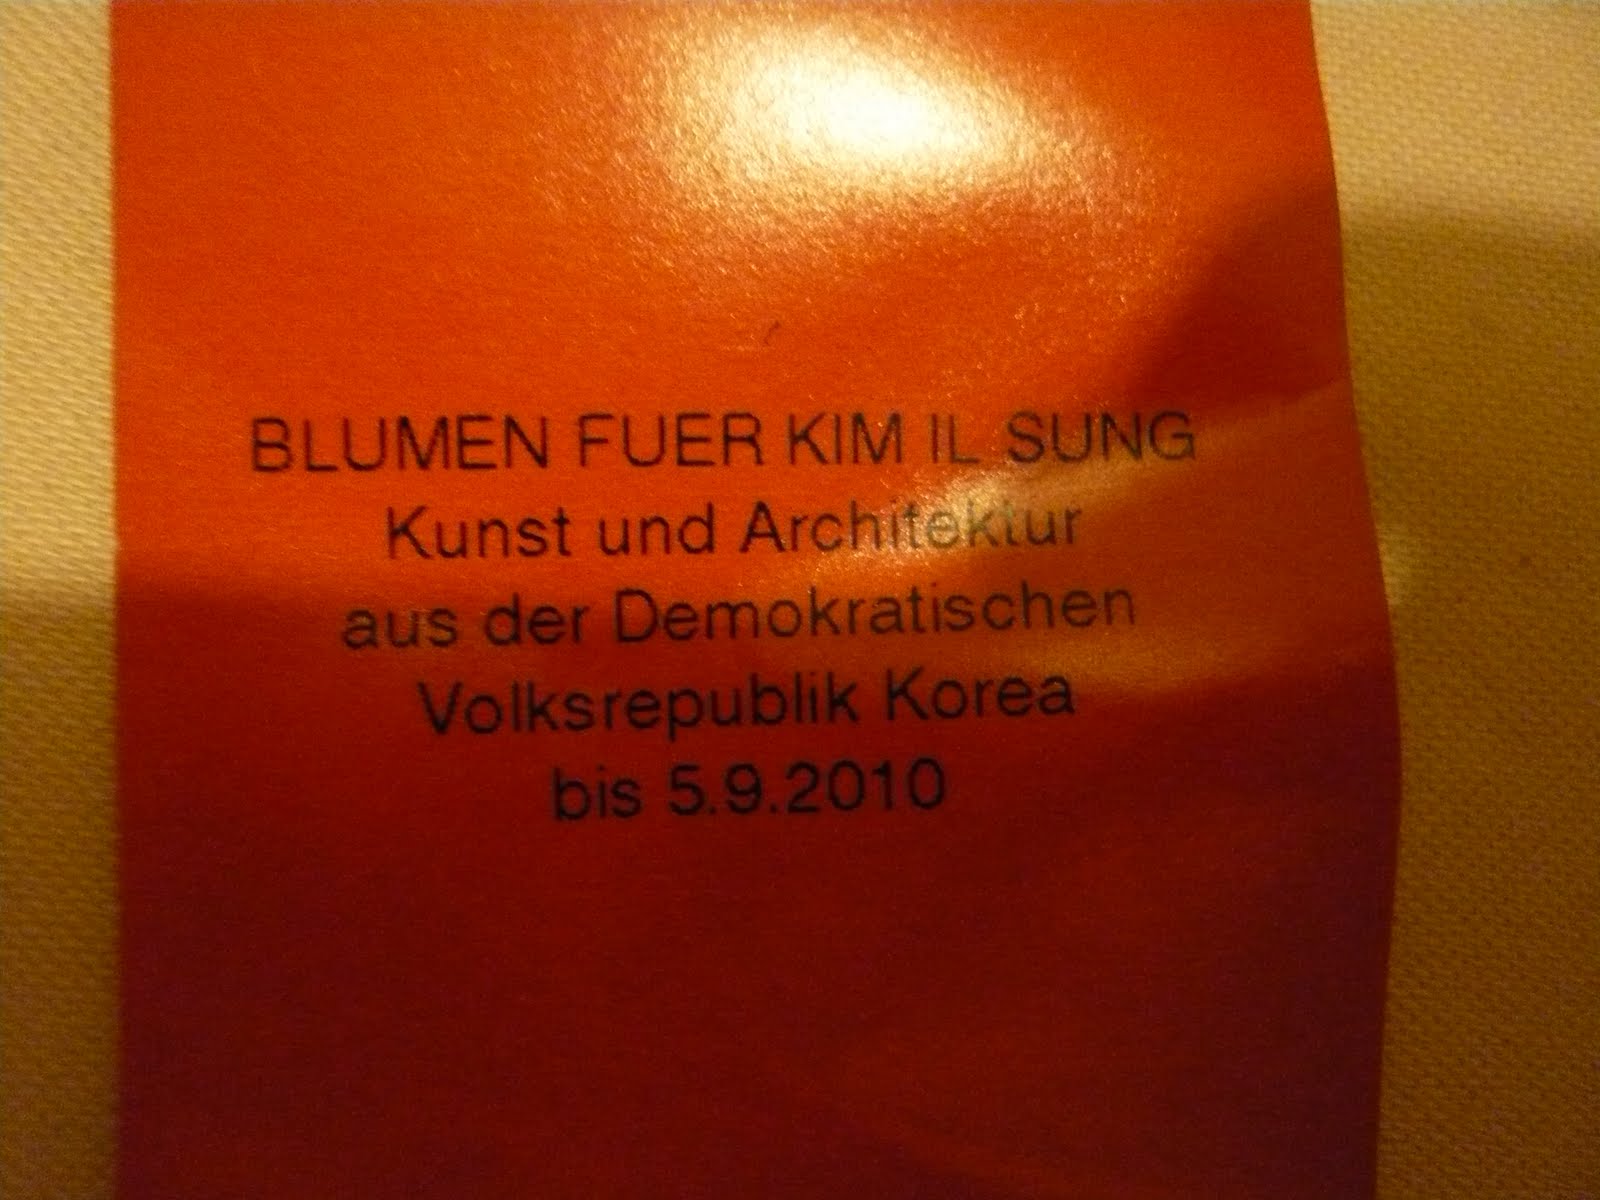 BLUMEN FUER KIM IL SUNG
Kunst und Architektur
aus der Demokratischen
Volksrepublik Korea
bis 5.9.2010